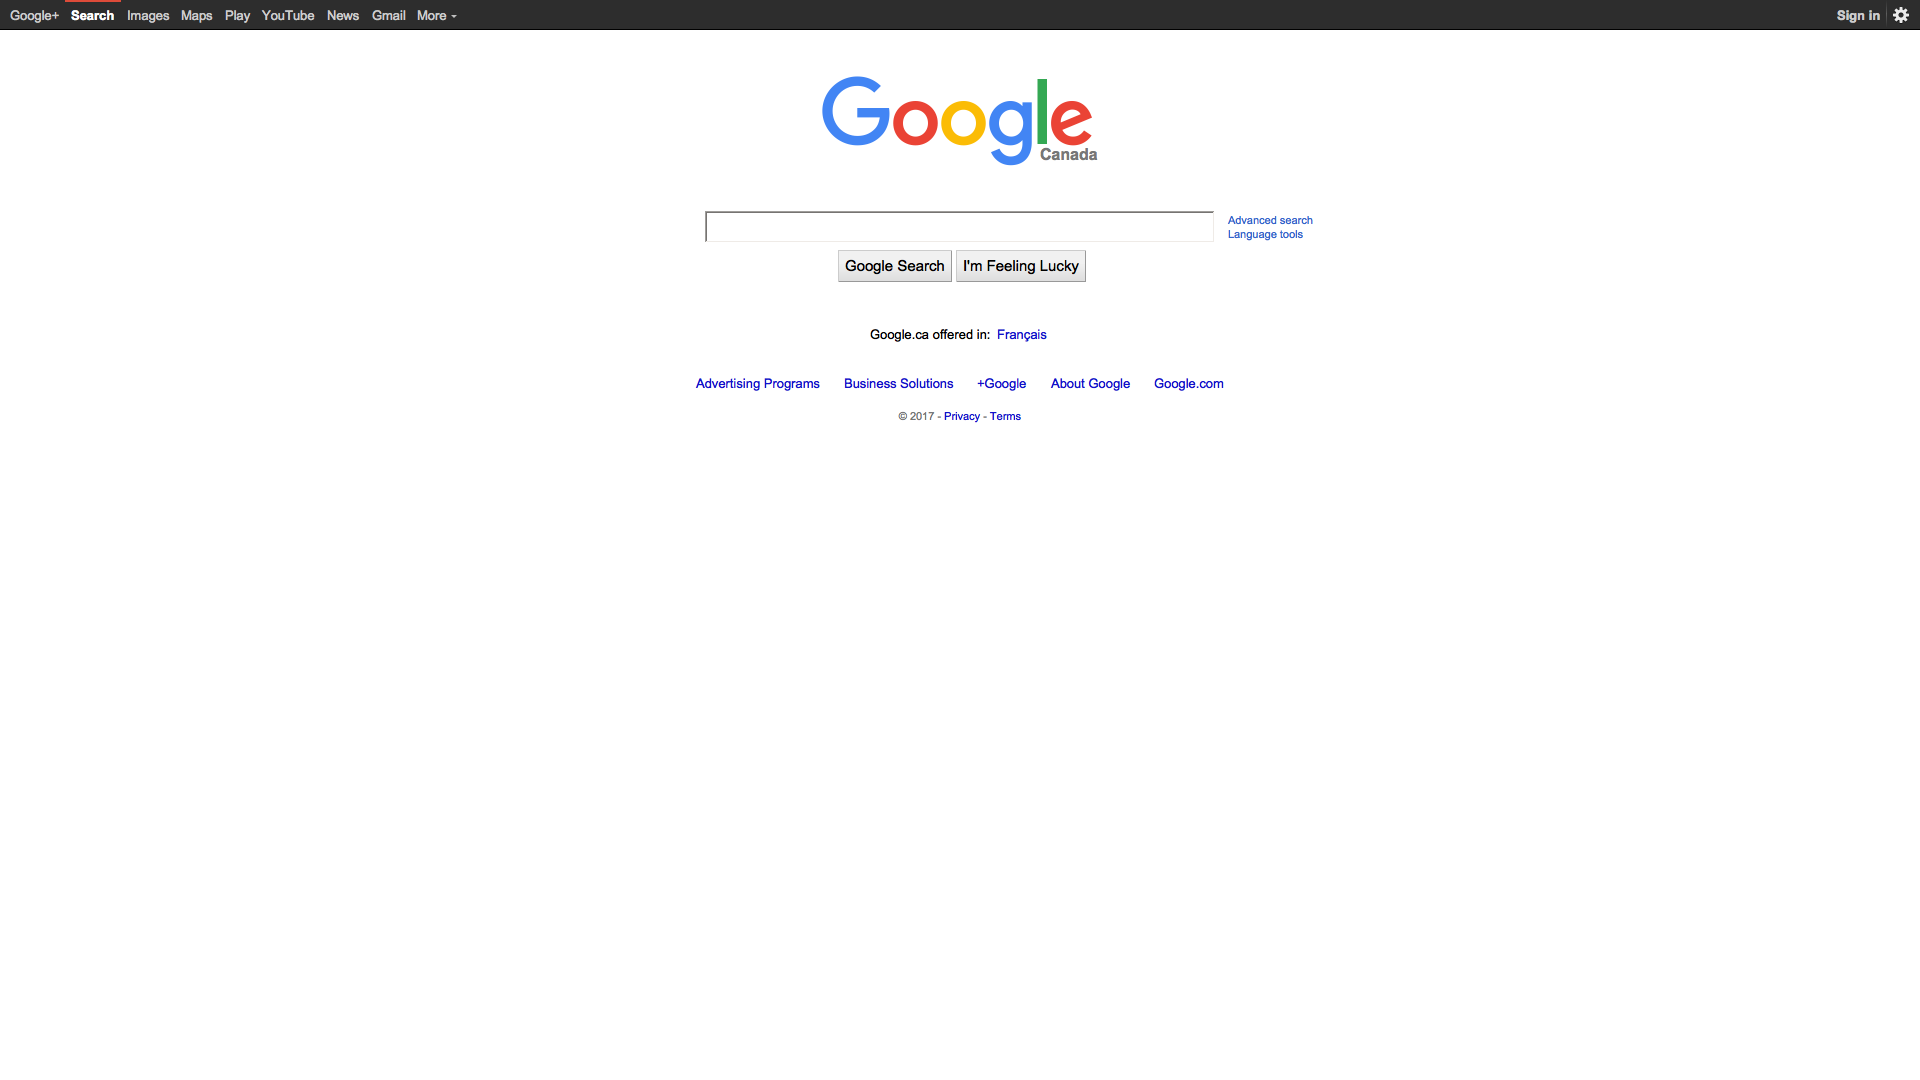 Google+ Search Images Maps Play YouTube News Gmail More Sign in
Google
Canada
Advanced search
Language tools
Google Search I'm Feeling Lucky
Google.ca offered in: Français
Advertising Programs Business Solutions +Google About Google Google.com
© 2017 - Privacy - Terms